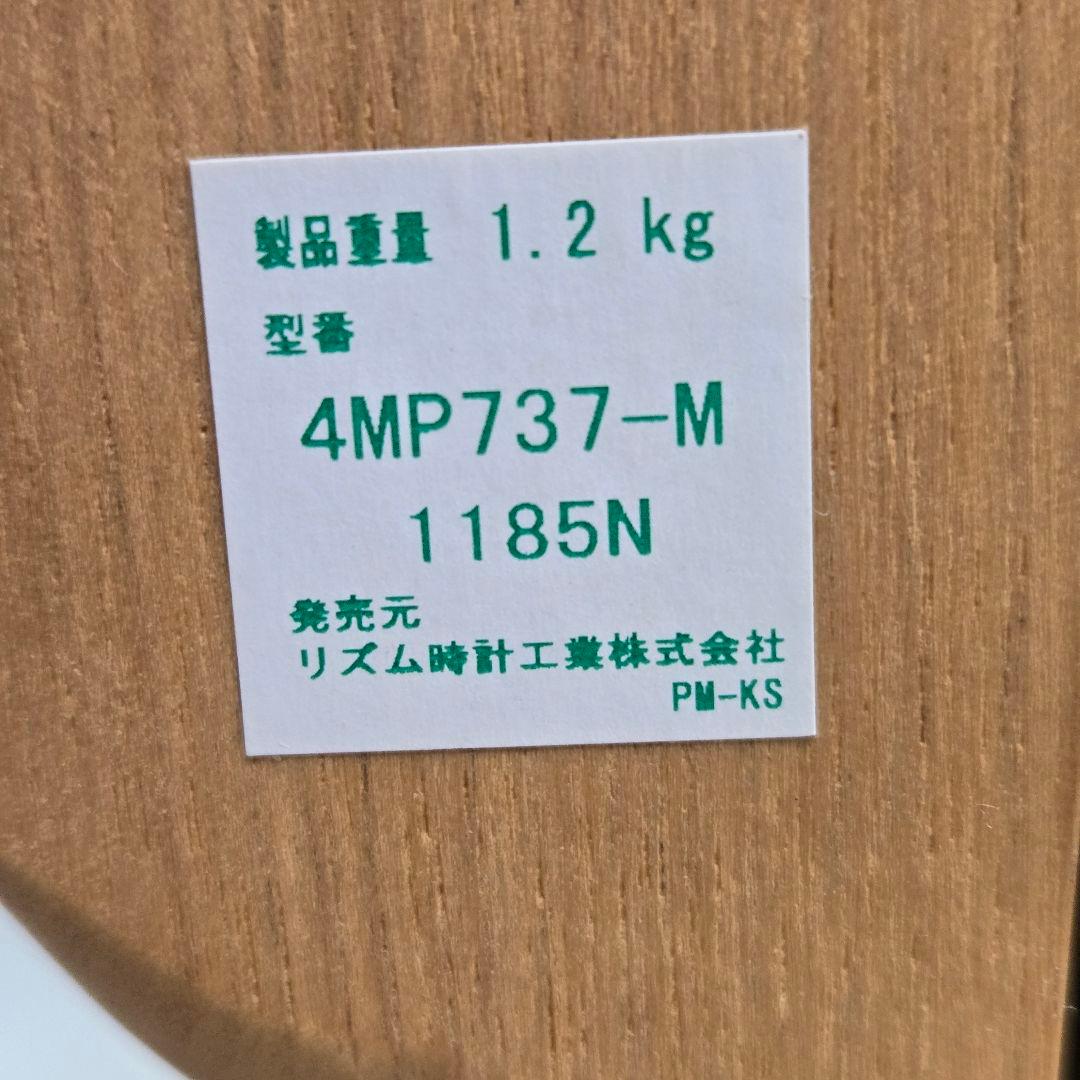 製品重量 1.2 kg
型番
4MP737-M
1185N
発売元
リズム時計工業株式会社
PM-KS